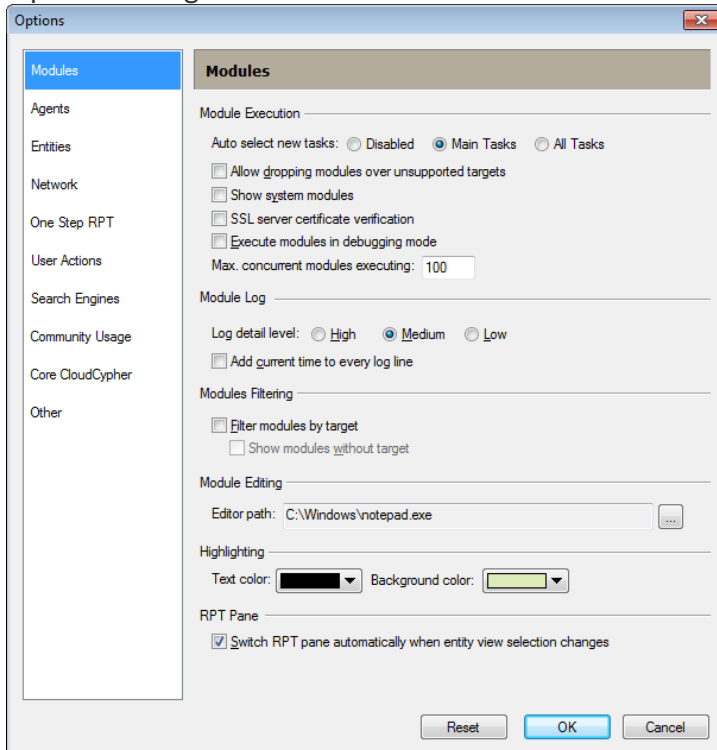 Options
Modules
Agents
Entities
Network
One Step RPT
User Actions
Search Engines
Community Usage
Core CloudCypher
Other
Modules
Module Execution
Auto select new tasks: Disabled Main Tasks All Tasks
Allow dropping modules over unsupported targets
Show system modules
SSL server certificate verification
Execute modules in debugging mode
Max. concurrent modules executing: 100
Module Log
Log detail level: High Medium Low
Add current time to every log line
Modules Filtering
Filter modules by target
Show modules without target
Module Editing
Editor path: C:\Windows\notepad.exe ...
Highlighting
Text color: Background color:
RPT Pane
Switch RPT pane automatically when entity view selection changes
Reset OK Cancel